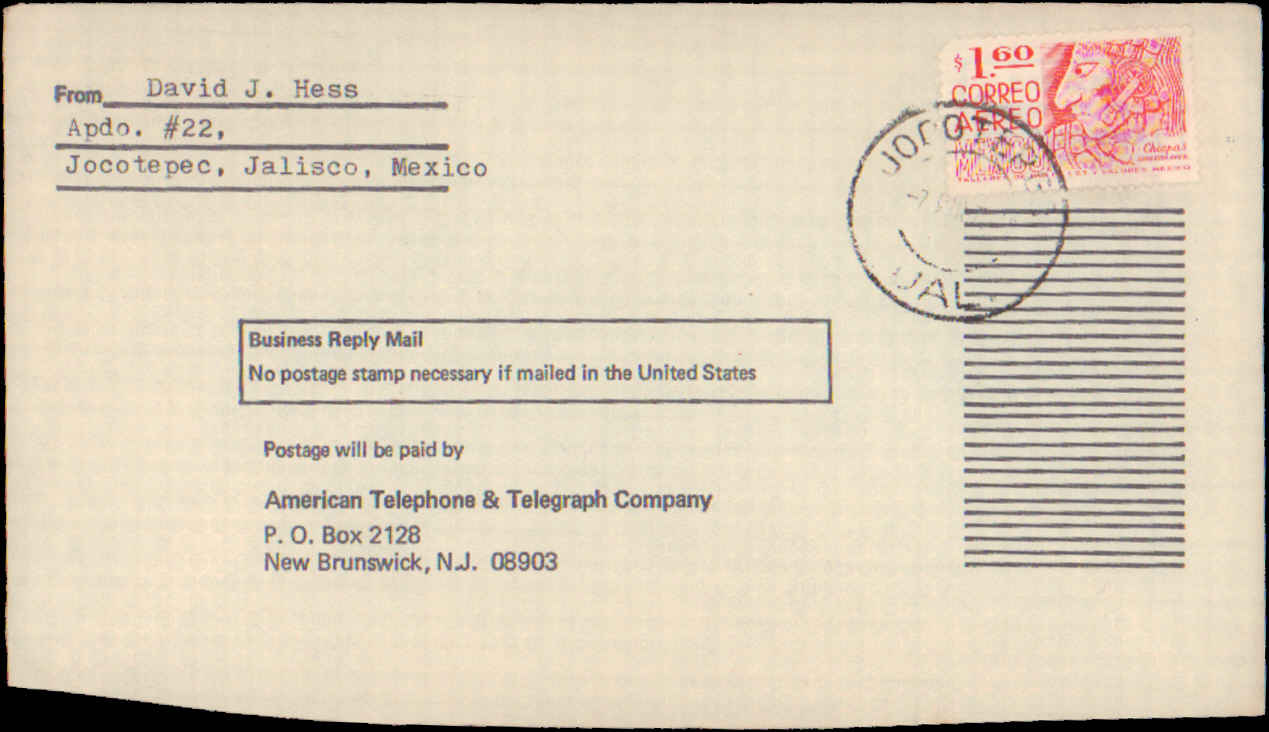 From David J. Hess
Apdo. #22,
Jocotepec, Jalisco, Mexico
$1.60
CORREO
AEREO
MEXICO
Chiapas
JOCOTEPEC
JAL.
Business Reply Mail
No postage stamp necessary if mailed in the United States
Postage will be paid by
American Telephone & Telegraph Company
P. O. Box 2128
New Brunswick, N.J. 08903